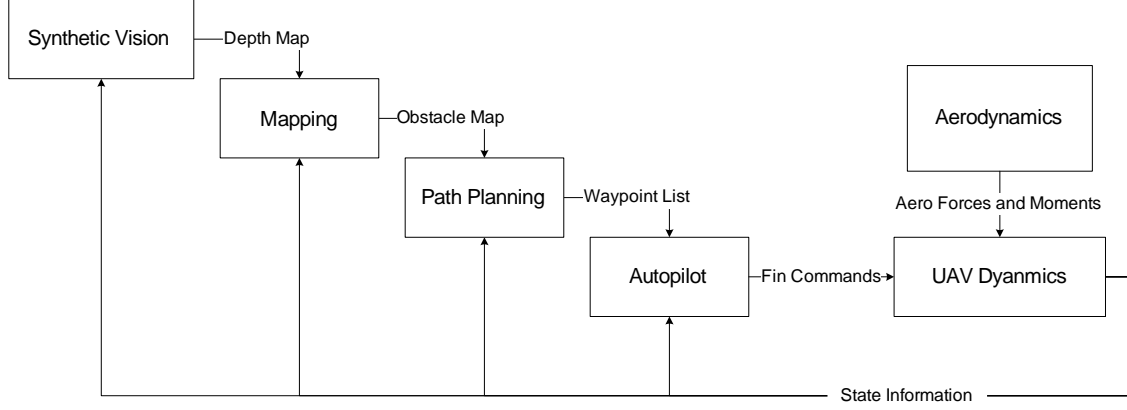 Synthetic Vision
Depth Map
Mapping
Obstacle Map
Aerodynamics
Path Planning
Waypoint List
Aero Forces and Moments
Autopilot
Fin Commands
UAV Dyanmics
State Information